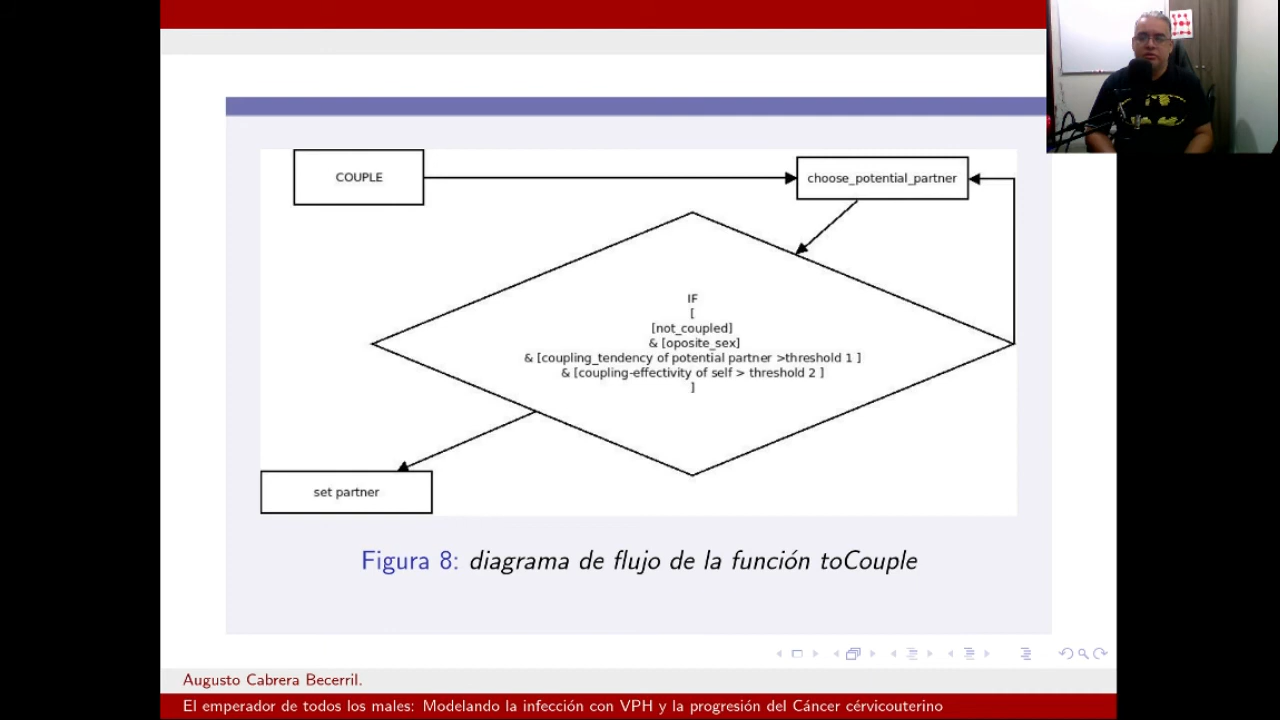 COUPLE
choose_potential_partner
IF
[
[not_coupled]
& [oposite_sex]
& [coupling_tendency of potential partner >threshold 1 ]
& [coupling-effectivity of self > threshold 2 ]
]
set partner
Figura 8: diagrama de flujo de la función toCouple
Augusto Cabrera Becerril.
El emperador de todos los males: Modelando la infección con VPH y la progresión del Cáncer cérvicouterino